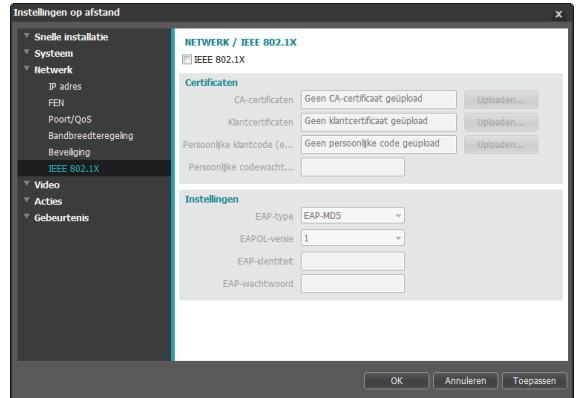 Instellingen op afstand
x
Snelle installatie
Systeem
Netwerk
IP adres
FEN
Poort/QoS
Bandbreedteregeling
Beveiliging
IEEE 802.1X
Video
Acties
Gebeurtenis
NETWERK / IEEE 802.1X
IEEE 802.1X
Certificaten
CA-certificaten Geen CA-certificaat geüpload Uploaden...
Klantcertificaten Geen klantcertificaat geüpload Uploaden...
Persoonlijke klantcode (e... Geen persoonlijke code geüpload Uploaden...
Persoonlijke codewacht...
Instellingen
EAP-type EAP-MD5
EAPOL-versie 1
EAP-identiteit
EAP-wachtwoord
OK Annuleren Toepassen